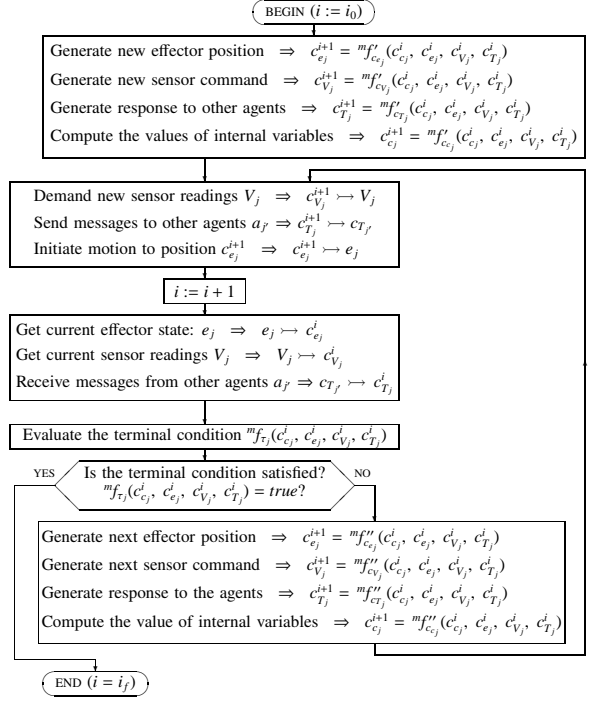 BEGIN (i := i₀)
Generate new effector position ⇒ c_{e_j}^{i+1} = ᵐf′_{c_{e_j}}(c_{c_j}^i, c_{e_j}^i, c_{V_j}^i, c_{T_j}^i)
Generate new sensor command ⇒ c_{V_j}^{i+1} = ᵐf′_{c_{V_j}}(c_{c_j}^i, c_{e_j}^i, c_{V_j}^i, c_{T_j}^i)
Generate response to other agents ⇒ c_{T_j}^{i+1} = ᵐf′_{c_{T_j}}(c_{c_j}^i, c_{e_j}^i, c_{V_j}^i, c_{T_j}^i)
Compute the values of internal variables ⇒ c_{c_j}^{i+1} = ᵐf′_{c_{c_j}}(c_{c_j}^i, c_{e_j}^i, c_{V_j}^i, c_{T_j}^i)
Demand new sensor readings V_j ⇒ c_{V_j}^{i+1} ↣ V_j
Send messages to other agents a_{j′} ⇒ c_{T_j}^{i+1} ↣ c_{T_{j′}}
Initiate motion to position c_{e_j}^{i+1} ⇒ c_{e_j}^{i+1} ↣ e_j
i := i + 1
Get current effector state: e_j ⇒ e_j ↣ c_{e_j}^i
Get current sensor readings V_j ⇒ V_j ↣ c_{V_j}^i
Receive messages from other agents a_{j′} ⇒ c_{T_{j′}} ↣ c_{T_j}^i
Evaluate the terminal condition ᵐf_{τ_j}(c_{c_j}^i, c_{e_j}^i, c_{V_j}^i, c_{T_j}^i)
YES
Is the terminal condition satisfied?
NO
ᵐf_{τ_j}(c_{c_j}^i, c_{e_j}^i, c_{V_j}^i, c_{T_j}^i) = true?
Generate next effector position ⇒ c_{e_j}^{i+1} = ᵐf″_{c_{e_j}}(c_{c_j}^i, c_{e_j}^i, c_{V_j}^i, c_{T_j}^i)
Generate next sensor command ⇒ c_{V_j}^{i+1} = ᵐf″_{c_{V_j}}(c_{c_j}^i, c_{e_j}^i, c_{V_j}^i, c_{T_j}^i)
Generate response to the agents ⇒ c_{T_j}^{i+1} = ᵐf″_{c_{T_j}}(c_{c_j}^i, c_{e_j}^i, c_{V_j}^i, c_{T_j}^i)
Compute the value of internal variables ⇒ c_{c_j}^{i+1} = ᵐf″_{c_{c_j}}(c_{c_j}^i, c_{e_j}^i, c_{V_j}^i, c_{T_j}^i)
END (i = i_f)